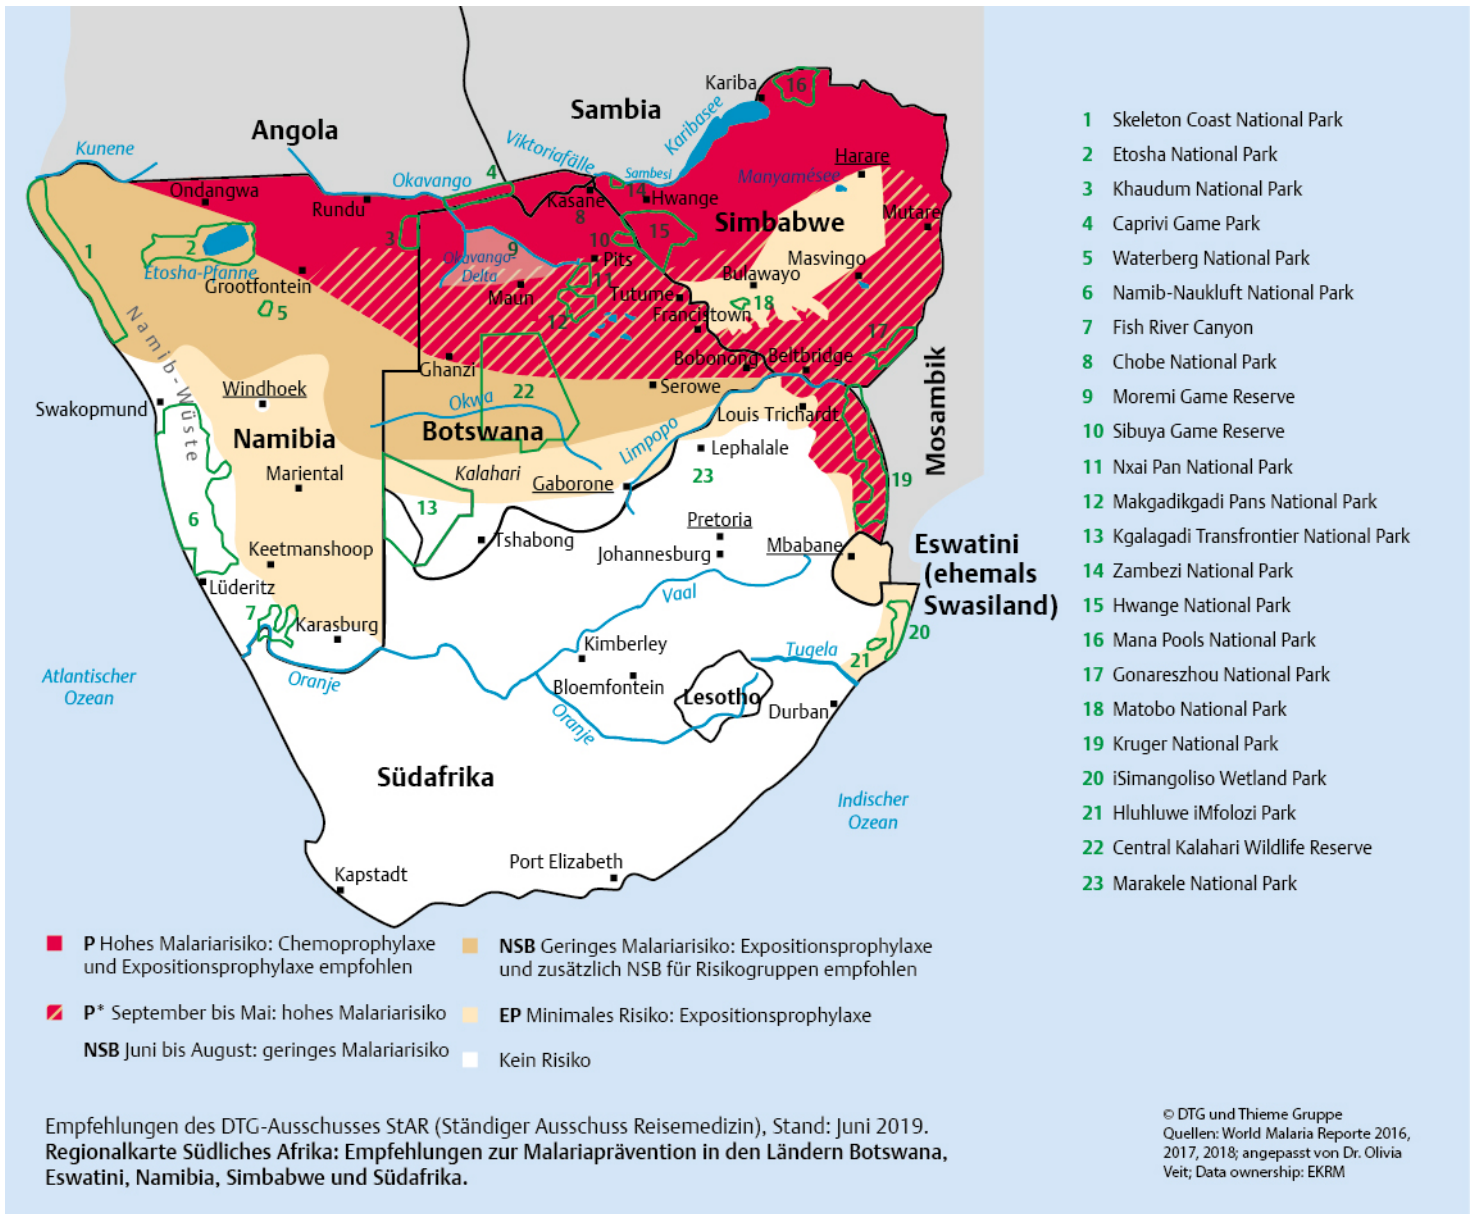 Kariba
16
Sambia
Angola
Karibasee
Kunene
Viktoriafälle
Harare
Sambesi
Okavango
4
Manyamésee
Ondangwa
14
Hwange
Kasane
Rundu
8
Simbabwe
Mutare
3
10
15
1
2
9
Okavango-
Delta
Pits
Masvingo
Etosha-Pfanne
Bulawayo
Grootfontein
11
Maun
Tutume
18
5
Francistown
12
Namib-Wüste
17
Bobonong
Beltbridge
Ghanzi
Mosambik
Serowe
Windhoek
22
Okwa
Swakopmund
Louis Trichardt
Namibia
Botswana
Limpopo
Lephalale
Mariental
Kalahari
23
Gaborone
19
13
6
Pretoria
Tshabong
Mbabane
Eswatini
(ehemals
Swasiland)
Keetmanshoop
Johannesburg
Lüderitz
Vaal
7
Karasburg
20
Kimberley
Tugela
21
Atlantischer
Ozean
Oranje
Bloemfontein
Lesotho
Oranje
Durban
Südafrika
Indischer
Ozean
Port Elizabeth
Kapstadt
1 Skeleton Coast National Park
2 Etosha National Park
3 Khaudum National Park
4 Caprivi Game Park
5 Waterberg National Park
6 Namib-Naukluft National Park
7 Fish River Canyon
8 Chobe National Park
9 Moremi Game Reserve
10 Sibuya Game Reserve
11 Nxai Pan National Park
12 Makgadikgadi Pans National Park
13 Kgalagadi Transfrontier National Park
14 Zambezi National Park
15 Hwange National Park
16 Mana Pools National Park
17 Gonareszhou National Park
18 Matobo National Park
19 Kruger National Park
20 iSimangoliso Wetland Park
21 Hluhluwe iMfolozi Park
22 Central Kalahari Wildlife Reserve
23 Marakele National Park
P Hohes Malariarisiko: Chemoprophylaxe
und Expositionsprophylaxe empfohlen
P* September bis Mai: hohes Malariarisiko
NSB Juni bis August: geringes Malariarisiko
NSB Geringes Malariarisiko: Expositionsprophylaxe
und zusätzlich NSB für Risikogruppen empfohlen
EP Minimales Risiko: Expositionsprophylaxe
Kein Risiko
Empfehlungen des DTG-Ausschusses StAR (Ständiger Ausschuss Reisemedizin), Stand: Juni 2019.
Regionalkarte Südliches Afrika: Empfehlungen zur Malariaprävention in den Ländern Botswana,
Eswatini, Namibia, Simbabwe und Südafrika.
© DTG und Thieme Gruppe
Quellen: World Malaria Reporte 2016,
2017, 2018; angepasst von Dr. Olivia
Veit; Data ownership: EKRM